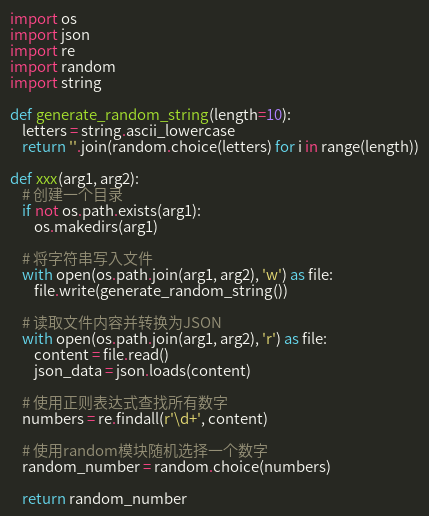 import os
import json
import re
import random
import string

def generate_random_string(length=10):
    letters = string.ascii_lowercase
    return ''.join(random.choice(letters) for i in range(length))

def xxx(arg1, arg2):
    # 创建一个目录
    if not os.path.exists(arg1):
        os.makedirs(arg1)

    # 将字符串写入文件
    with open(os.path.join(arg1, arg2), 'w') as file:
        file.write(generate_random_string())

    # 读取文件内容并转换为JSON
    with open(os.path.join(arg1, arg2), 'r') as file:
        content = file.read()
        json_data = json.loads(content)

    # 使用正则表达式查找所有数字
    numbers = re.findall(r'\d+', content)

    # 使用random模块随机选择一个数字
    random_number = random.choice(numbers)

    return random_number